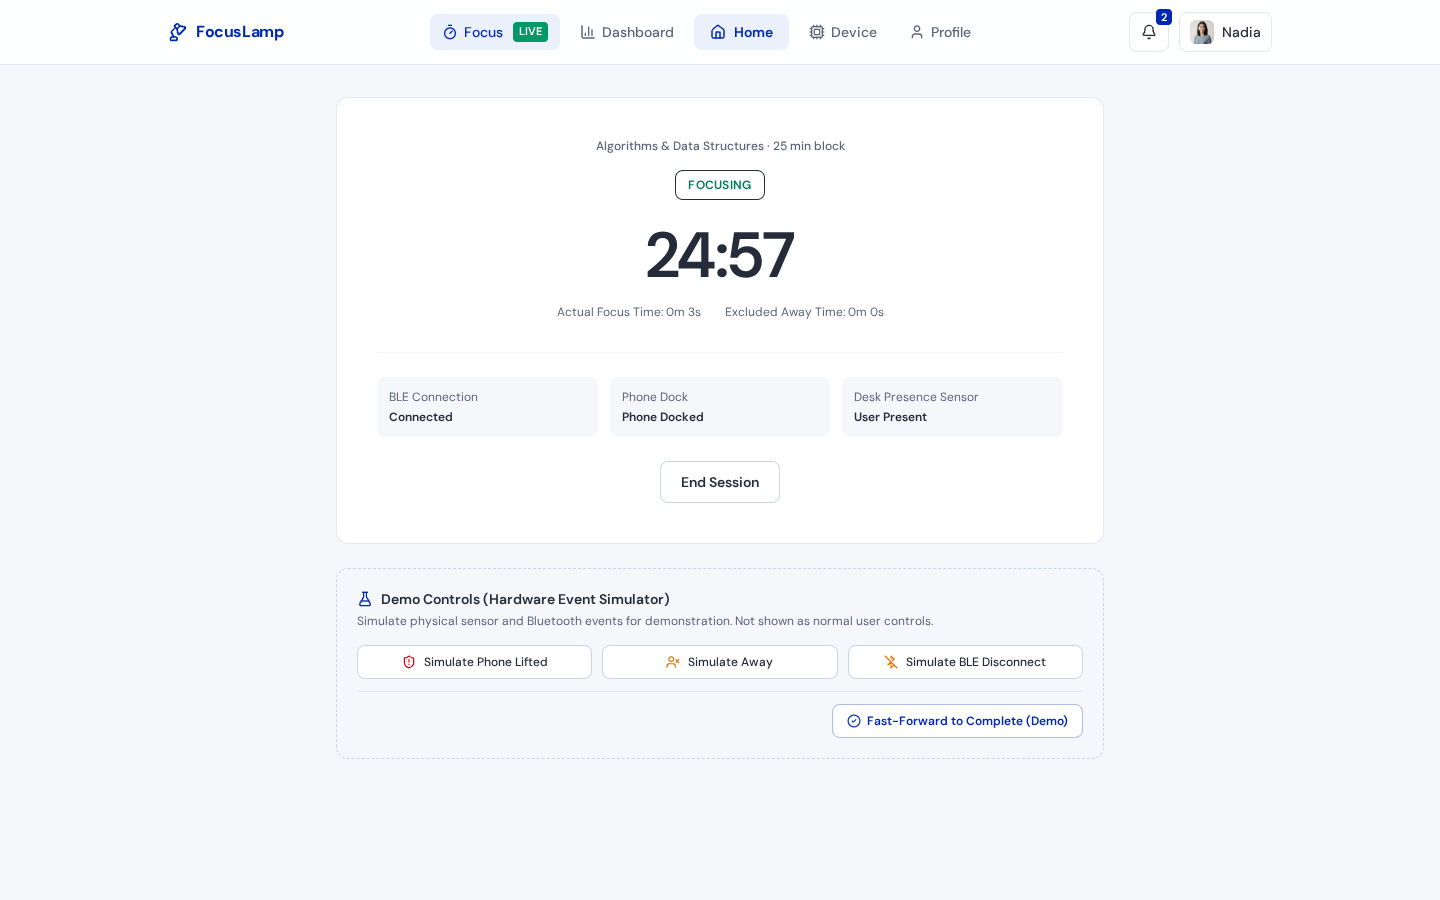 FocusLamp
Focus LIVE
Dashboard
Home
Device
Profile
2
Nadia
Algorithms & Data Structures · 25 min block
FOCUSING
24:57
Actual Focus Time: 0m 3s
Excluded Away Time: 0m 0s
BLE Connection
Connected
Phone Dock
Phone Docked
Desk Presence Sensor
User Present
End Session
Demo Controls (Hardware Event Simulator)
Simulate physical sensor and Bluetooth events for demonstration. Not shown as normal user controls.
Simulate Phone Lifted
Simulate Away
Simulate BLE Disconnect
Fast-Forward to Complete (Demo)